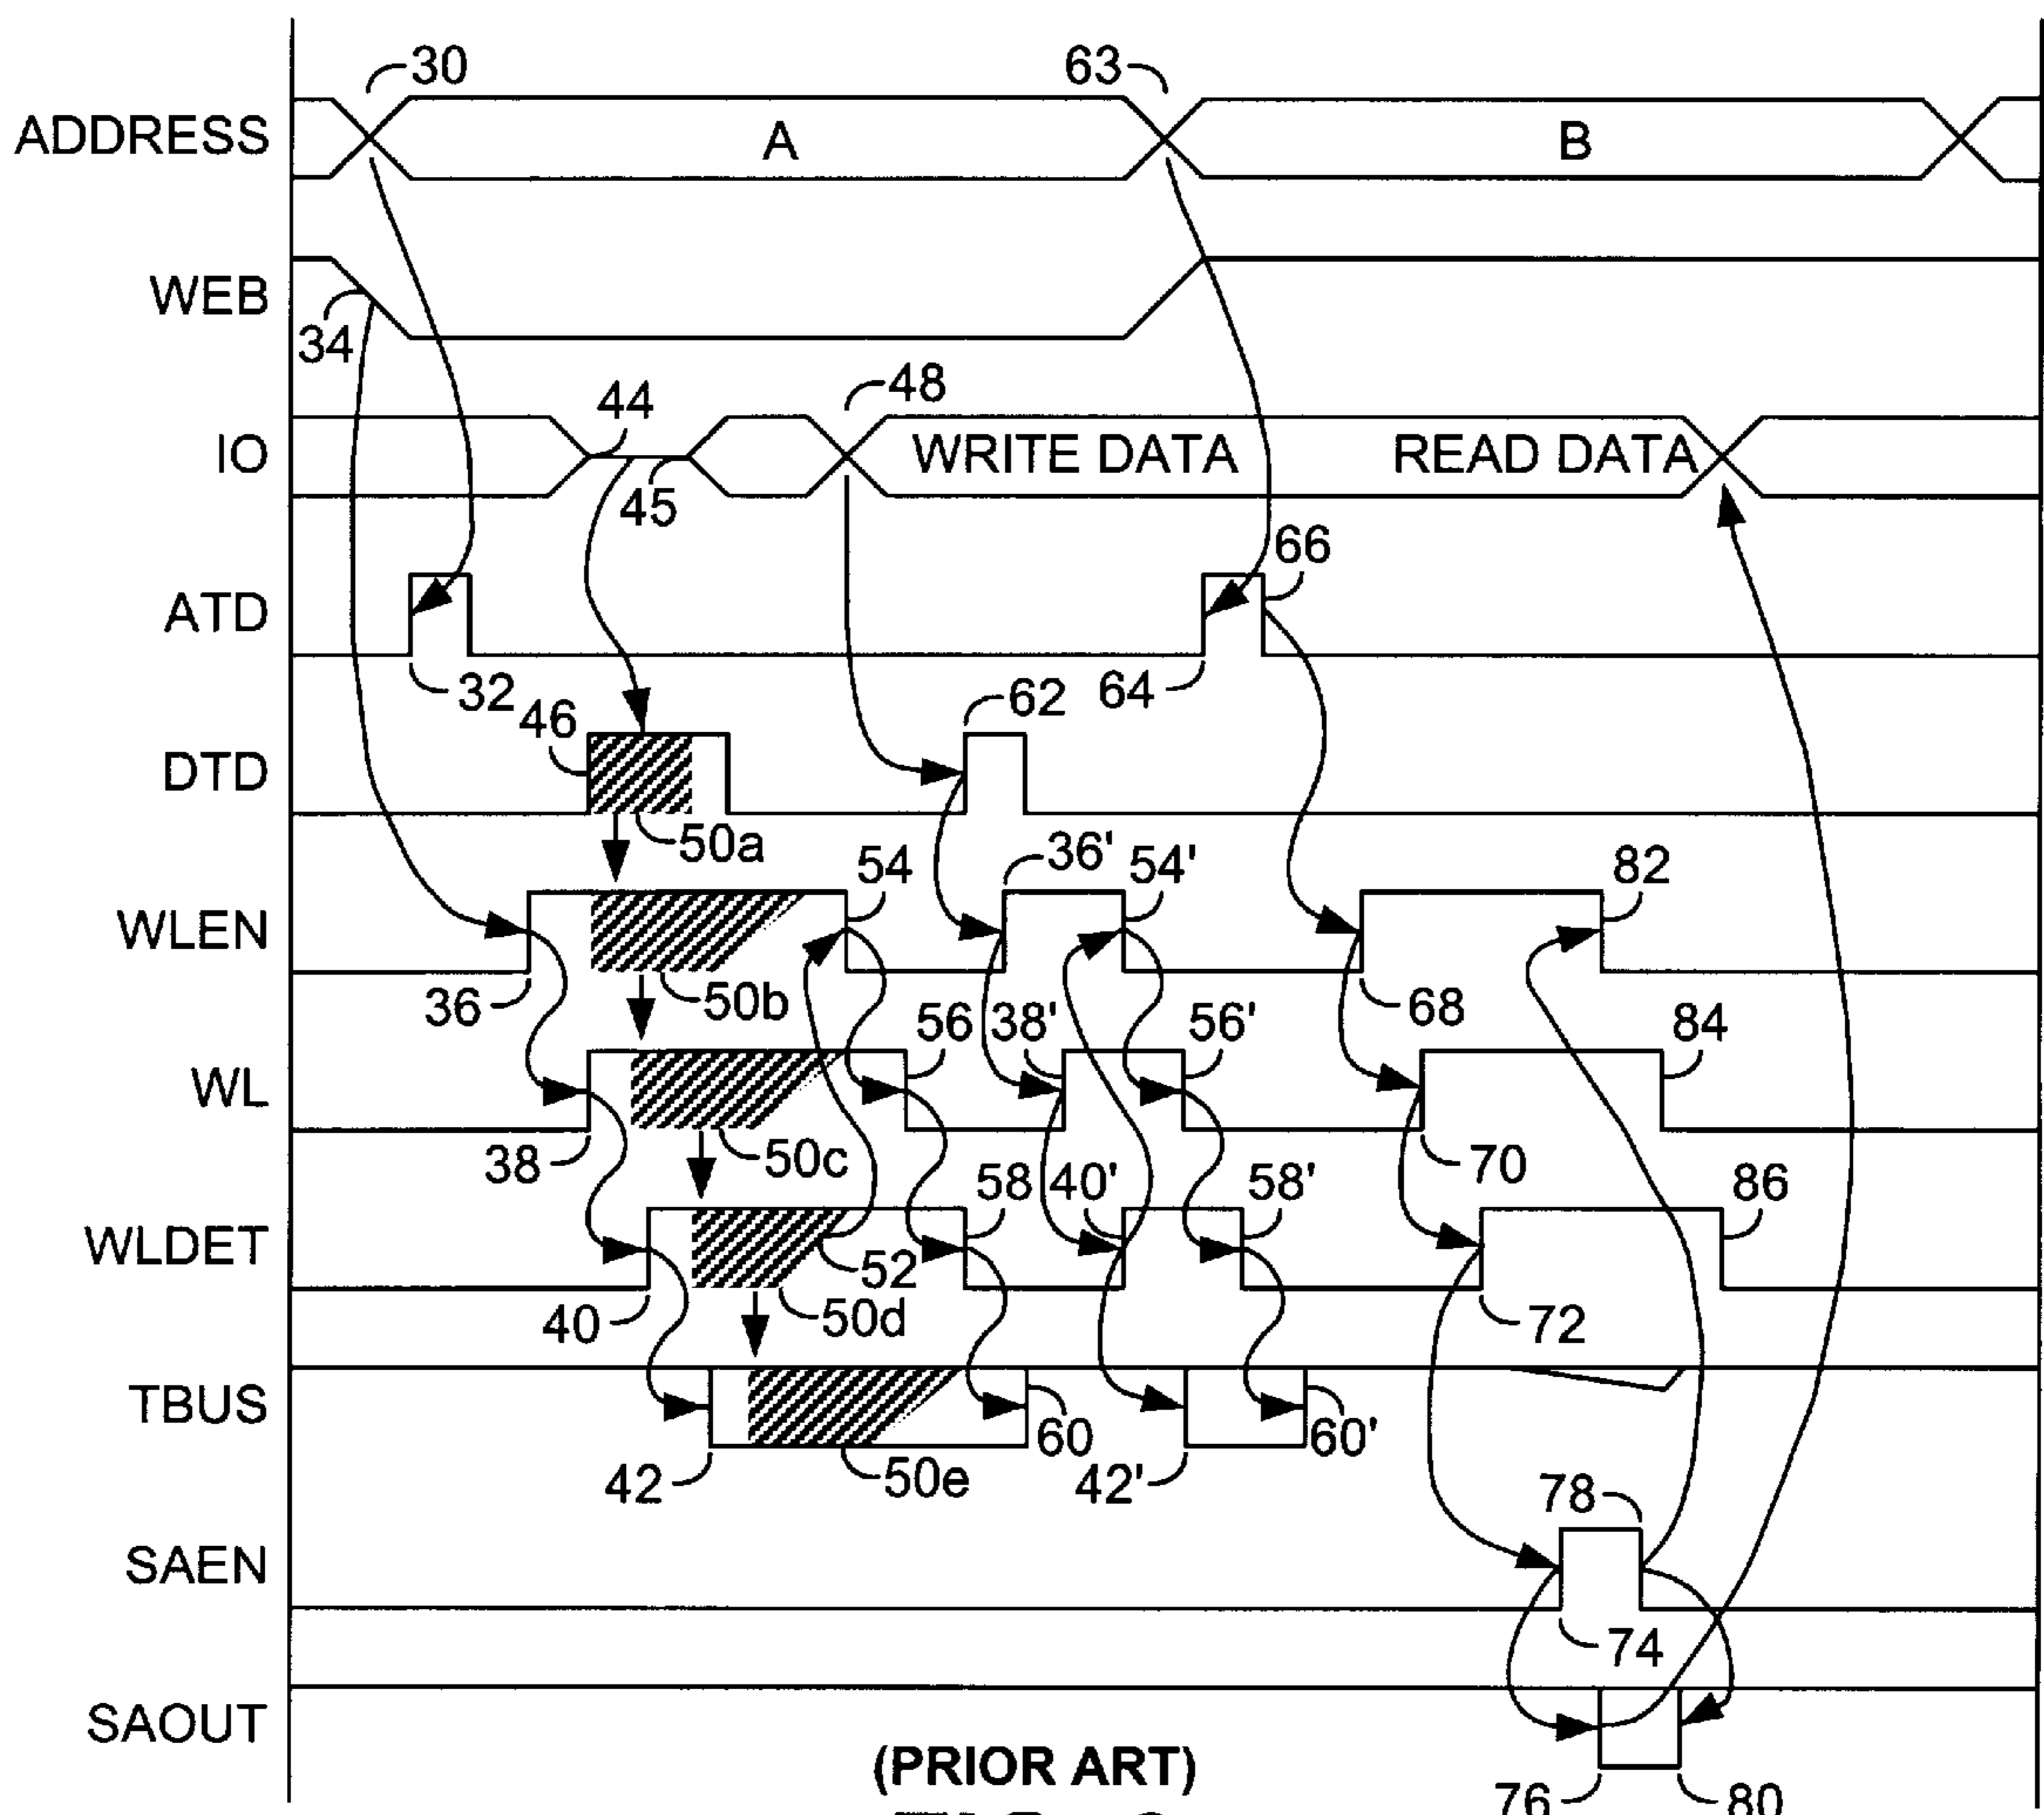 30
63
ADDRESS
A
B
WEB
34
44
48
IO
WRITE DATA
READ DATA
45
66
ATD
32
64
46
62
DTD
50a
54
36'
54'
82
WLEN
36
50b
68
56
38'
56'
84
WL
38
50c
70
58
40'
58'
86
WLDET
52
40
50d
72
TBUS
60
60'
42
50e
42'
78
SAEN
74
SAOUT
(PRIOR ART)
76
80